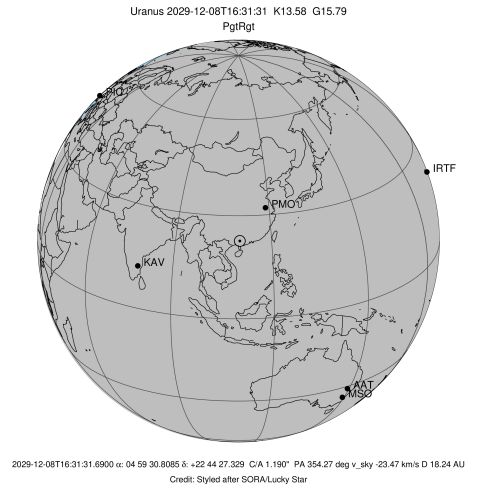 Uranus 2029-12-08T16:31:31 K13.58 G15.79
PgtRgt
PIC
IRTF
PMO
KAV
AAT
MSO
2029-12-08T16:31:31.6900 α: 04 59 30.8085 δ: +22 44 27.329 C/A 1.190" PA 354.27 deg v_sky -23.47 km/s D 18.24 AU
Credit: Styled after SORA/Lucky Star